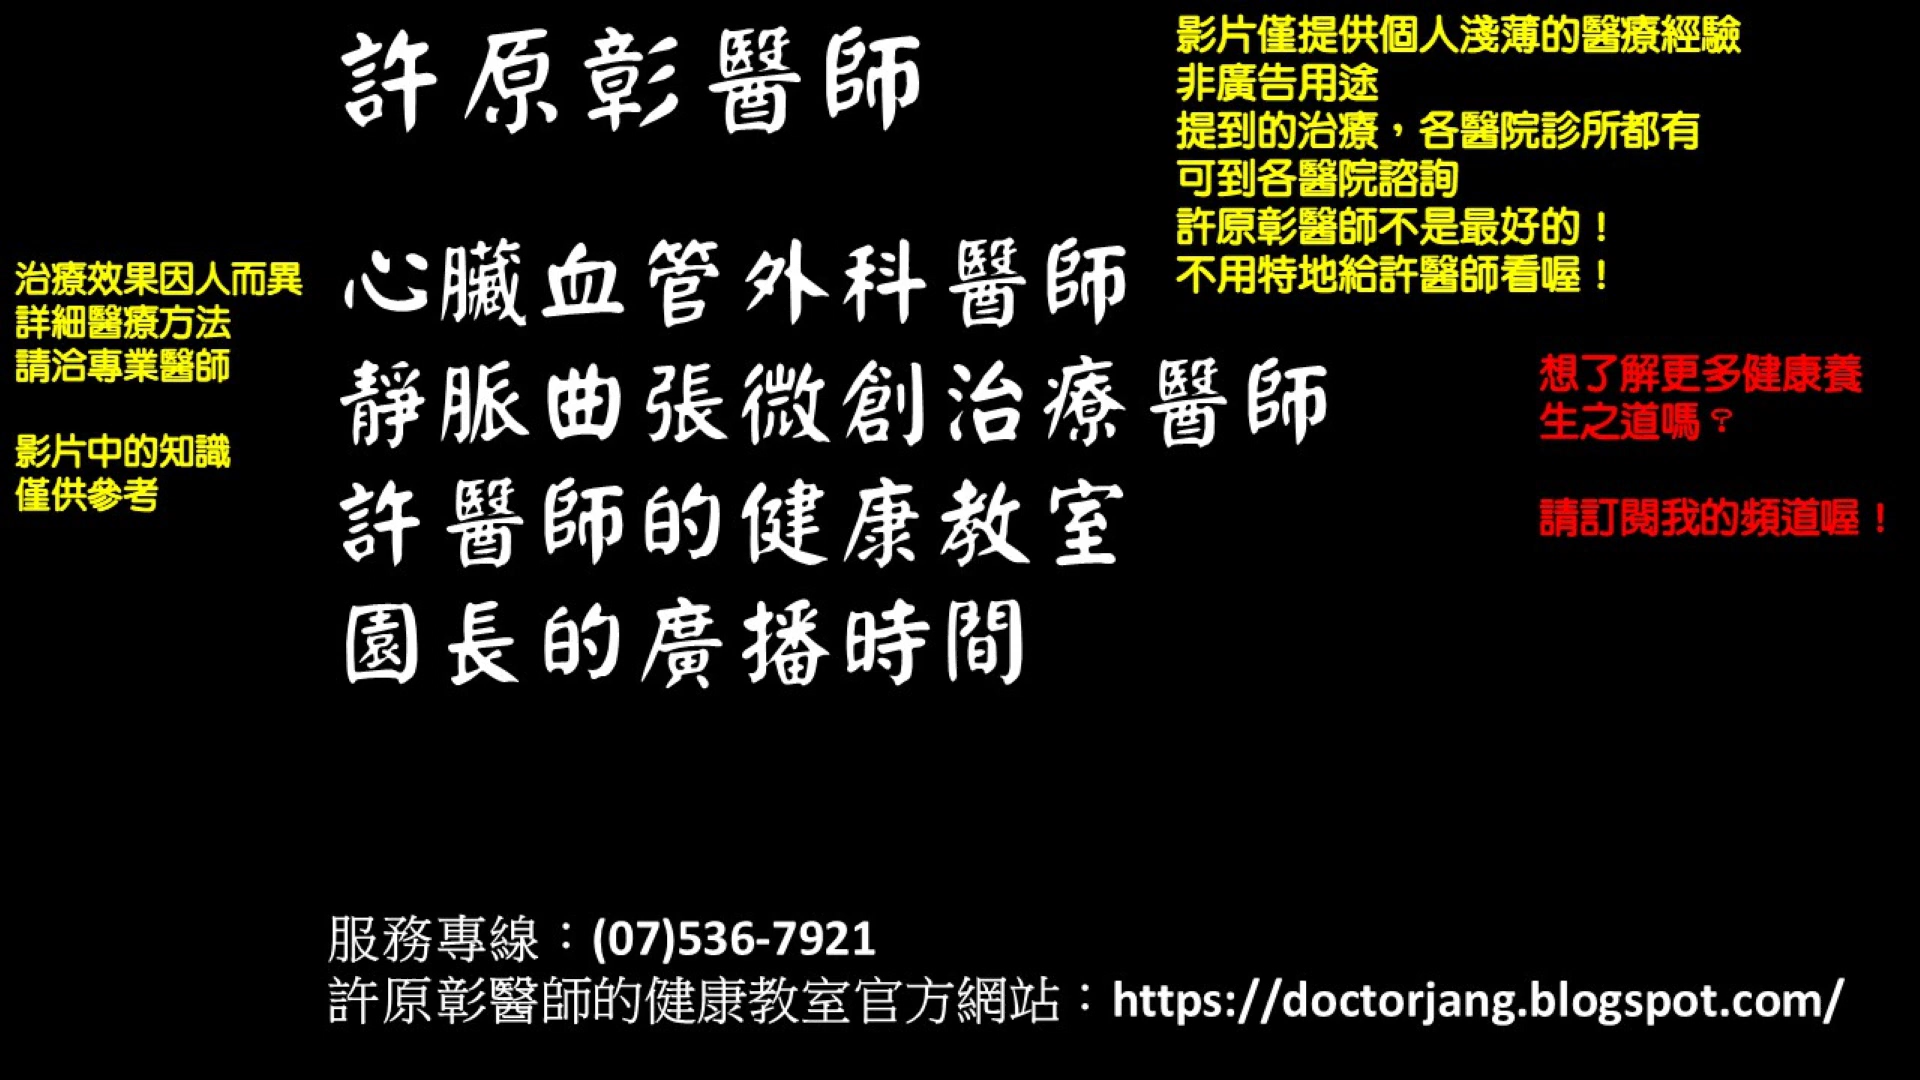 許原彰醫師
影片僅提供個人淺薄的醫療經驗
非廣告用途
提到的治療，各醫院診所都有
可到各醫院諮詢
許原彰醫師不是最好的！
不用特地給許醫師看喔！
治療效果因人而異
詳細醫療方法
請洽專業醫師
影片中的知識
僅供參考
心臟血管外科醫師
靜脈曲張微創治療醫師
許醫師的健康教室
園長的廣播時間
想了解更多健康養
生之道嗎？
請訂閱我的頻道喔！
服務專線：(07)536-7921
許原彰醫師的健康教室官方網站：https://doctorjang.blogspot.com/